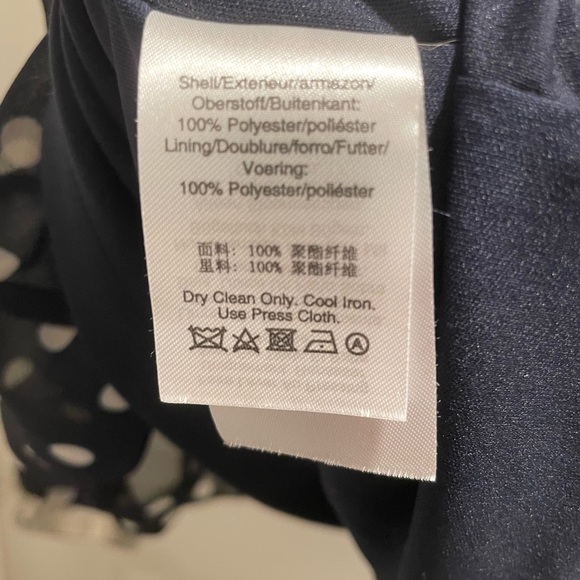 Shell/Exterieur/armazon/
Oberstoff/Buitenkant:
100% Polyester/poliéster
Lining/Doublure/forro/Futter/
Voering:
100% Polyester/poliéster
面料: 100% 聚酯纤维
里料: 100% 聚酯纤维
Dry Clean Only. Cool Iron.
Use Press Cloth.
A